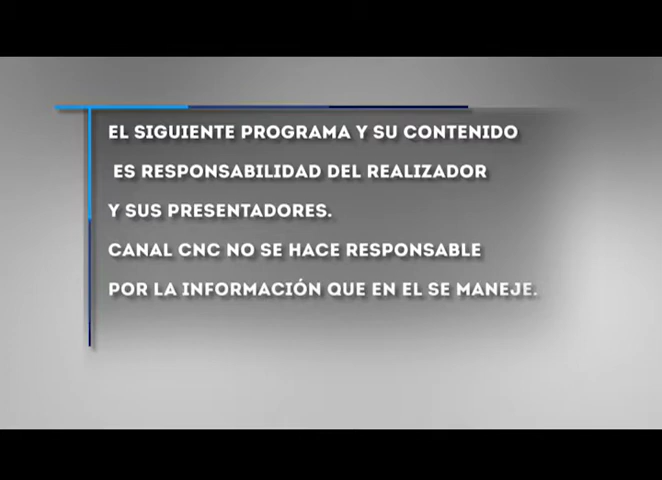 EL SIGUIENTE PROGRAMA Y SU CONTENIDO
ES RESPONSABILIDAD DEL REALIZADOR
Y SUS PRESENTADORES.
CANAL CNC NO SE HACE RESPONSABLE
POR LA INFORMACIÓN QUE EN EL SE MANEJE.